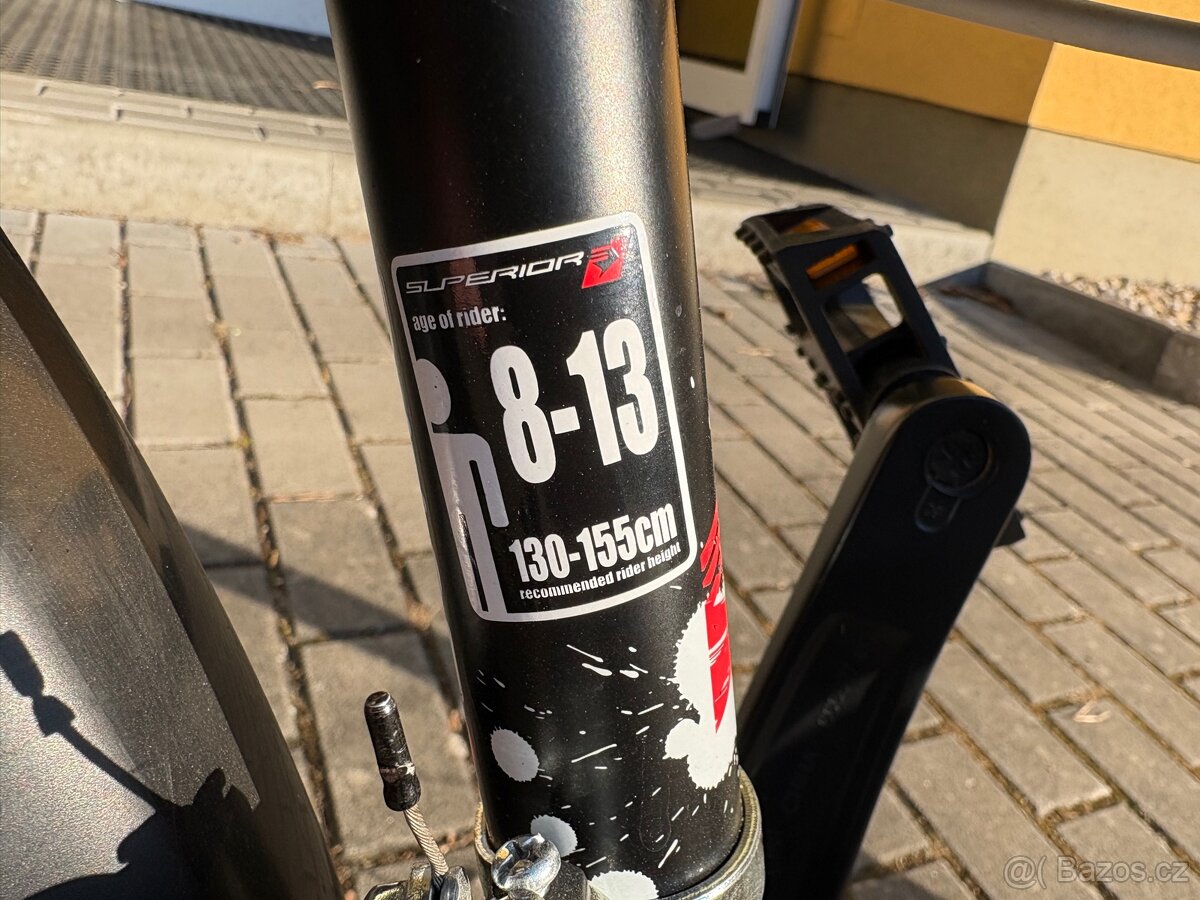 SUPERIOR
age of rider:
8-13
130-155cm
recommended rider height
Bazos.cz